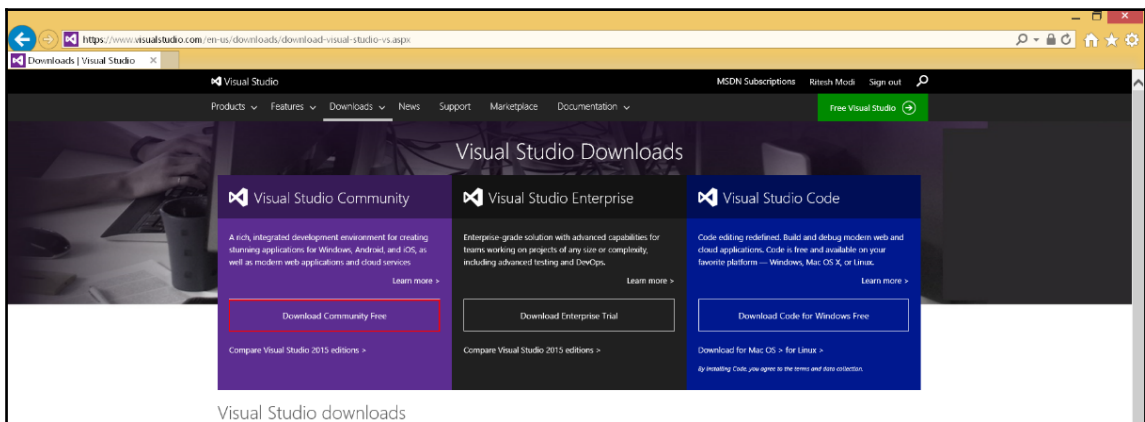 https://www.visualstudio.com/en-us/downloads/download-visual-studio-vs.aspx
Downloads | Visual Studio
Visual Studio
MSDN Subscriptions Ritesh Modi Sign out
Products Features Downloads News Support Marketplace Documentation
Free Visual Studio
Visual Studio Downloads
Visual Studio Community
A rich, integrated development environment for creating
stunning applications for Windows, Android, and iOS, as
well as modern web applications and cloud services
Learn more >
Download Community Free
Compare Visual Studio 2015 editions >
Visual Studio Enterprise
Enterprise-grade solution with advanced capabilities for
teams working on projects of any size or complexity,
including advanced testing and DevOps.
Learn more >
Download Enterprise Trial
Compare Visual Studio 2015 editions >
Visual Studio Code
Code editing redefined. Build and debug modern web and
cloud applications. Code is free and available on your
favorite platform — Windows, Mac OS X, or Linux.
Learn more >
Download Code for Windows Free
Download for Mac OS > for Linux >
By installing Code, you agree to the terms and data collection.
Visual Studio downloads